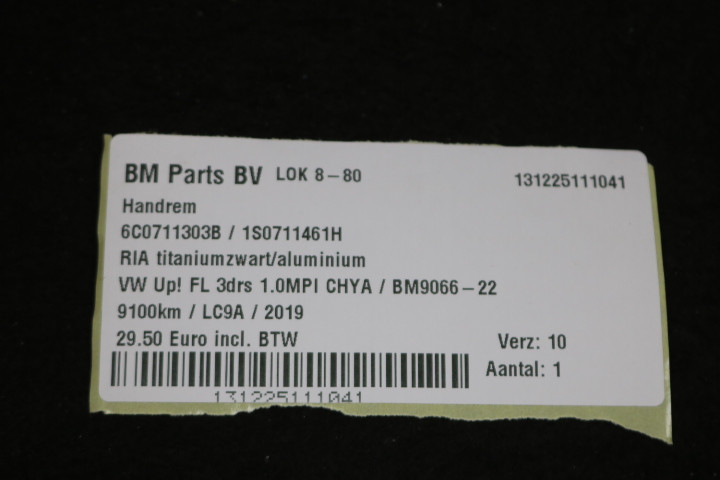 BM Parts BV LOK 8-80 131225111041
Handrem
6C0711303B / 1S0711461H
RIA titaniumzwart/aluminium
VW Up! FL 3drs 1.0MPI CHYA / BM9066-22
9100km / LC9A / 2019
29.50 Euro incl. BTW Verz: 10
Aantal: 1
131225111041